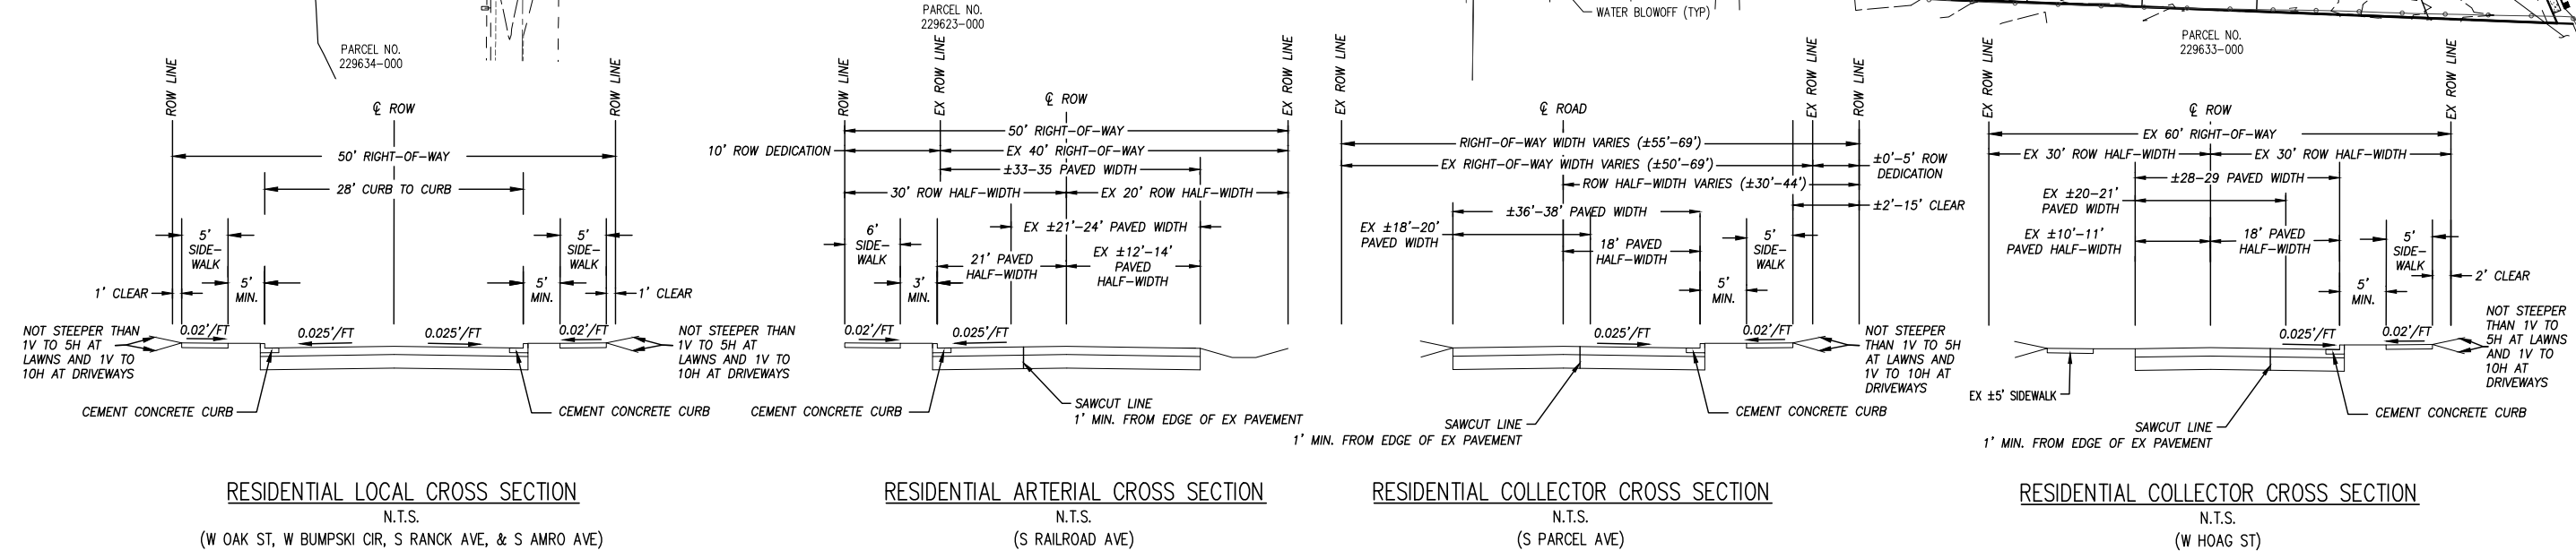 PARCEL NO.
229634-000
ROW LINE
℄ ROW
ROW LINE
50' RIGHT-OF-WAY
28' CURB TO CURB
5'
SIDE-
WALK
5'
SIDE-
WALK
1' CLEAR
5'
MIN.
5'
MIN.
1' CLEAR
NOT STEEPER THAN
1V TO 5H AT
LAWNS AND 1V TO
10H AT DRIVEWAYS
0.02'/FT
0.025'/FT
0.025'/FT
0.02'/FT
NOT STEEPER THAN
1V TO 5H AT
LAWNS AND 1V TO
10H AT DRIVEWAYS
CEMENT CONCRETE CURB
CEMENT CONCRETE CURB
RESIDENTIAL LOCAL CROSS SECTION
N.T.S.
(W OAK ST, W BUMPSKI CIR, S RANCK AVE, & S AMRO AVE)
PARCEL NO.
229623-000
ROW LINE
EX ROW LINE
℄ ROW
EX ROW LINE
50' RIGHT-OF-WAY
10' ROW DEDICATION
EX 40' RIGHT-OF-WAY
±33-35 PAVED WIDTH
30' ROW HALF-WIDTH
EX 20' ROW HALF-WIDTH
6'
SIDE-
WALK
EX ±21'-24' PAVED WIDTH
21' PAVED
HALF-WIDTH
EX ±12'-14'
PAVED
HALF-WIDTH
3'
MIN.
0.02'/FT
0.025'/FT
CEMENT CONCRETE CURB
SAWCUT LINE
1' MIN. FROM EDGE OF EX PAVEMENT
RESIDENTIAL ARTERIAL CROSS SECTION
N.T.S.
(S RAILROAD AVE)
WATER BLOWOFF (TYP)
EX ROW LINE
℄ ROAD
EX ROW LINE
ROW LINE
RIGHT-OF-WAY WIDTH VARIES (±55'-69')
EX RIGHT-OF-WAY WIDTH VARIES (±50'-69')
±0'-5' ROW
DEDICATION
ROW HALF-WIDTH VARIES (±30'-44')
±36'-38' PAVED WIDTH
±2'-15' CLEAR
EX ±18'-20'
PAVED WIDTH
18' PAVED
HALF-WIDTH
5'
SIDE-
WALK
5'
MIN.
0.025'/FT
0.02'/FT
NOT STEEPER
THAN 1V TO 5H
AT LAWNS AND
1V TO 10H AT
DRIVEWAYS
SAWCUT LINE
1' MIN. FROM EDGE OF EX PAVEMENT
CEMENT CONCRETE CURB
RESIDENTIAL COLLECTOR CROSS SECTION
N.T.S.
(S PARCEL AVE)
PARCEL NO.
229633-000
EX ROW LINE
℄ ROW
EX ROW LINE
EX 60' RIGHT-OF-WAY
EX 30' ROW HALF-WIDTH
EX 30' ROW HALF-WIDTH
±28-29 PAVED WIDTH
EX ±20-21'
PAVED WIDTH
EX ±10'-11'
PAVED HALF-WIDTH
18' PAVED
HALF-WIDTH
5'
SIDE-
WALK
2' CLEAR
5'
MIN.
0.025'/FT
0.02'/FT
NOT STEEPER
THAN 1V TO
5H AT LAWNS
AND 1V TO
10H AT
DRIVEWAYS
EX ±5' SIDEWALK
SAWCUT LINE
1' MIN. FROM EDGE OF EX PAVEMENT
CEMENT CONCRETE CURB
RESIDENTIAL COLLECTOR CROSS SECTION
N.T.S.
(W HOAG ST)